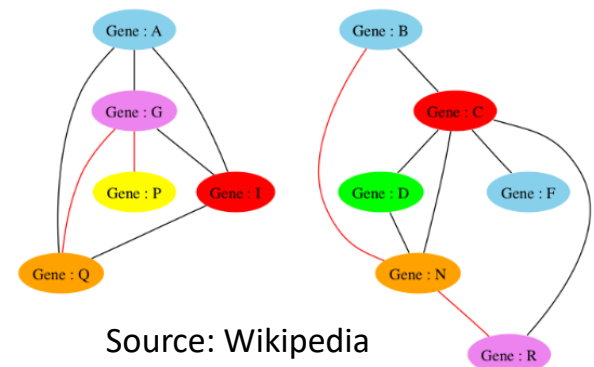 Gene : A
Gene : B
Gene : G
Gene : C
Gene : P
Gene : I
Gene : D
Gene : F
Gene : Q
Gene : N
Source: Wikipedia
Gene : R